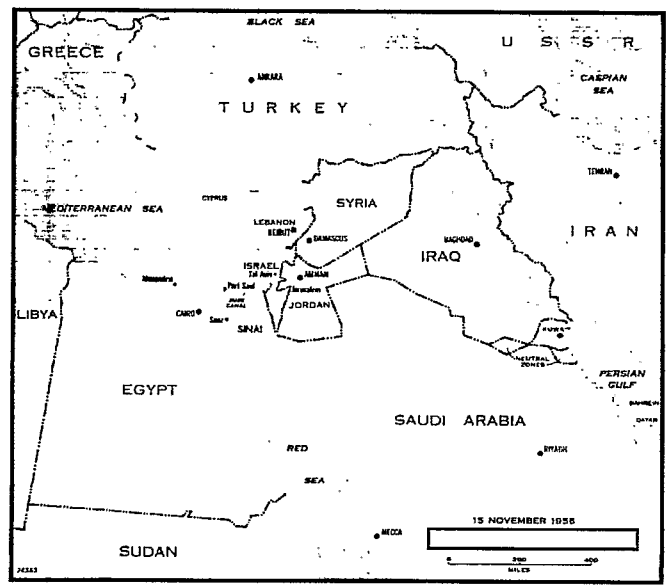 BLACK SEA
U S S R
GREECE
ANKARA
CASPIAN
SEA
TURKEY
TEHRAN
CYPRUS
MEDITERRANEAN SEA
SYRIA
LEBANON
BEIRUT
DAMASCUS
BAGHDAD
IRAN
IRAQ
ISRAEL
Tel Aviv
AMMAN
Alexandria
Port Said
Jerusalem
SUEZ
CANAL
JORDAN
LIBYA
CAIRO
Suez
SINAI
KUWAIT
NEUTRAL
ZONES
PERSIAN
GULF
EGYPT
BAHREIN
QATAR
SAUDI ARABIA
RED
SEA
RIYADH
15 NOVEMBER 1956
MECCA
SUDAN
0 200 400
MILES